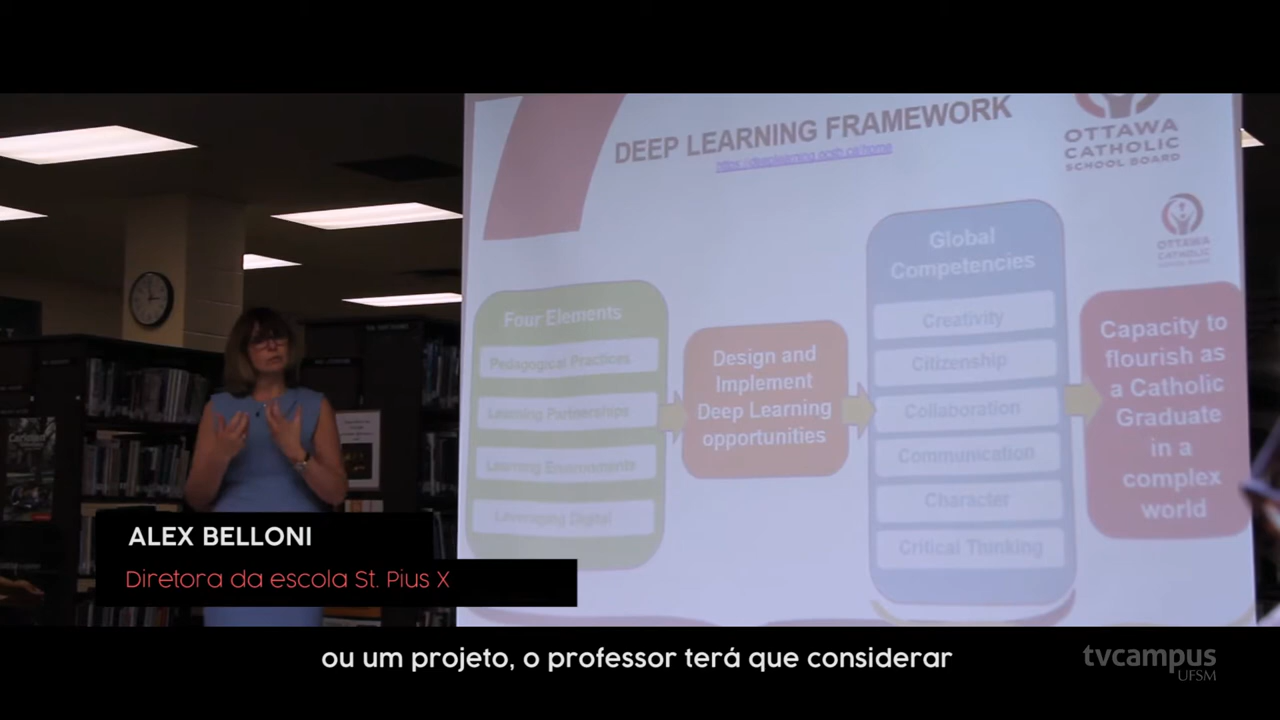 DEEP LEARNING FRAMEWORK
OTTAWA
CATHOLIC
SCHOOL BOARD
OTTAWA
CATHOLIC
Four Elements
Pedagogical Practices
Learning Partnerships
Learning Environments
Leveraging Digital
Design and
Implement
Deep Learning
opportunities
Global
Competencies
Creativity
Citizenship
Collaboration
Communication
Character
Critical Thinking
Capacity to
flourish as
a Catholic
Graduate
in a
complex
world
ALEX BELLONI
Diretora da escola St. Pius X
ou um projeto, o professor terá que considerar
tvcampus
UFSM